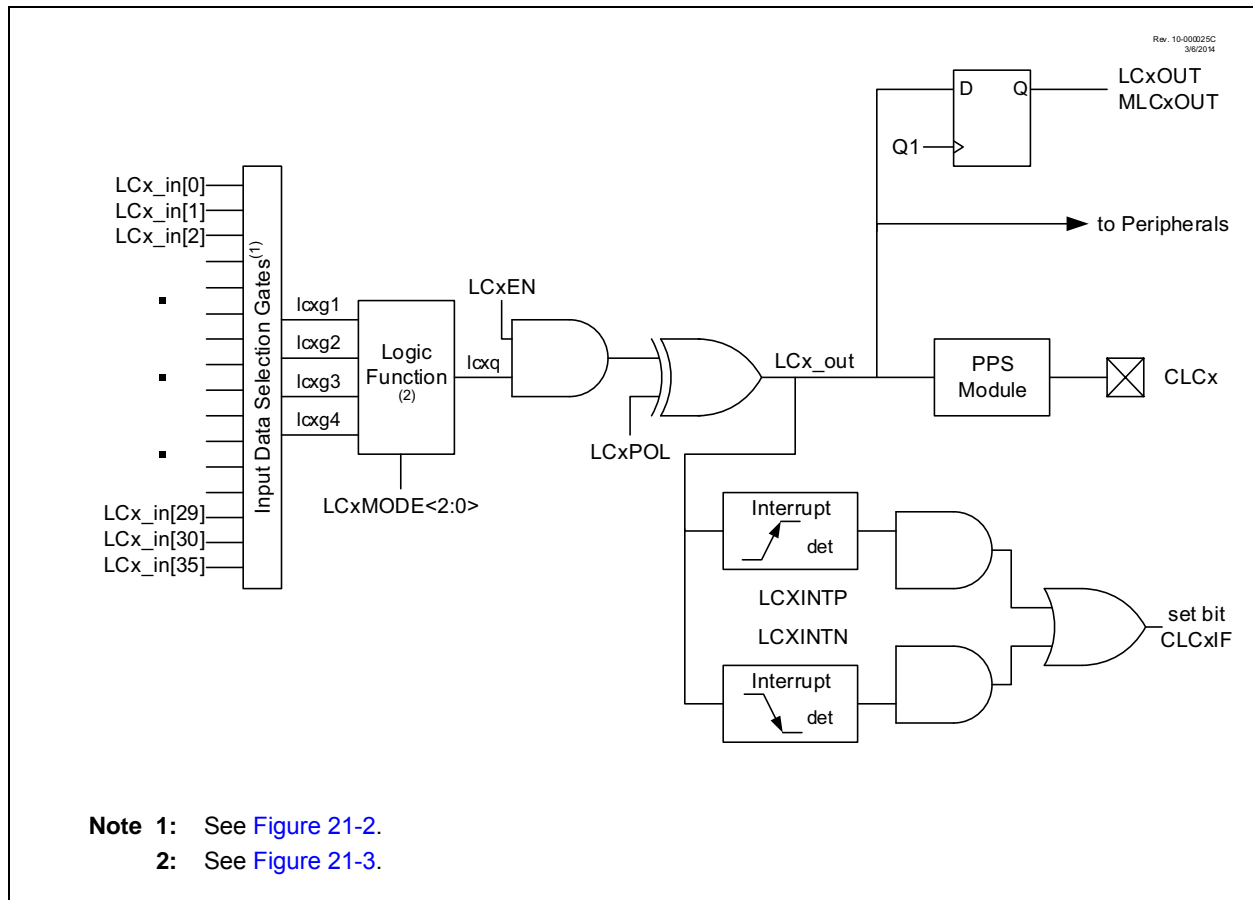 Rev. 10-000025C
3/6/2014
LCxOUT
MLCxOUT
D
Q
Q1
to Peripherals
LCx_in[0]
LCx_in[1]
LCx_in[2]
LCx_in[29]
LCx_in[30]
LCx_in[35]
Input Data Selection Gates(1)
lcxg1
lcxg2
lcxg3
lcxg4
Logic
Function
(2)
LCxMODE<2:0>
lcxq
LCxEN
LCxPOL
LCx_out
PPS
Module
CLCx
Interrupt
det
LCXINTP
LCXINTN
Interrupt
det
set bit
CLCxIF
Note 1: See Figure 21-2.
2: See Figure 21-3.